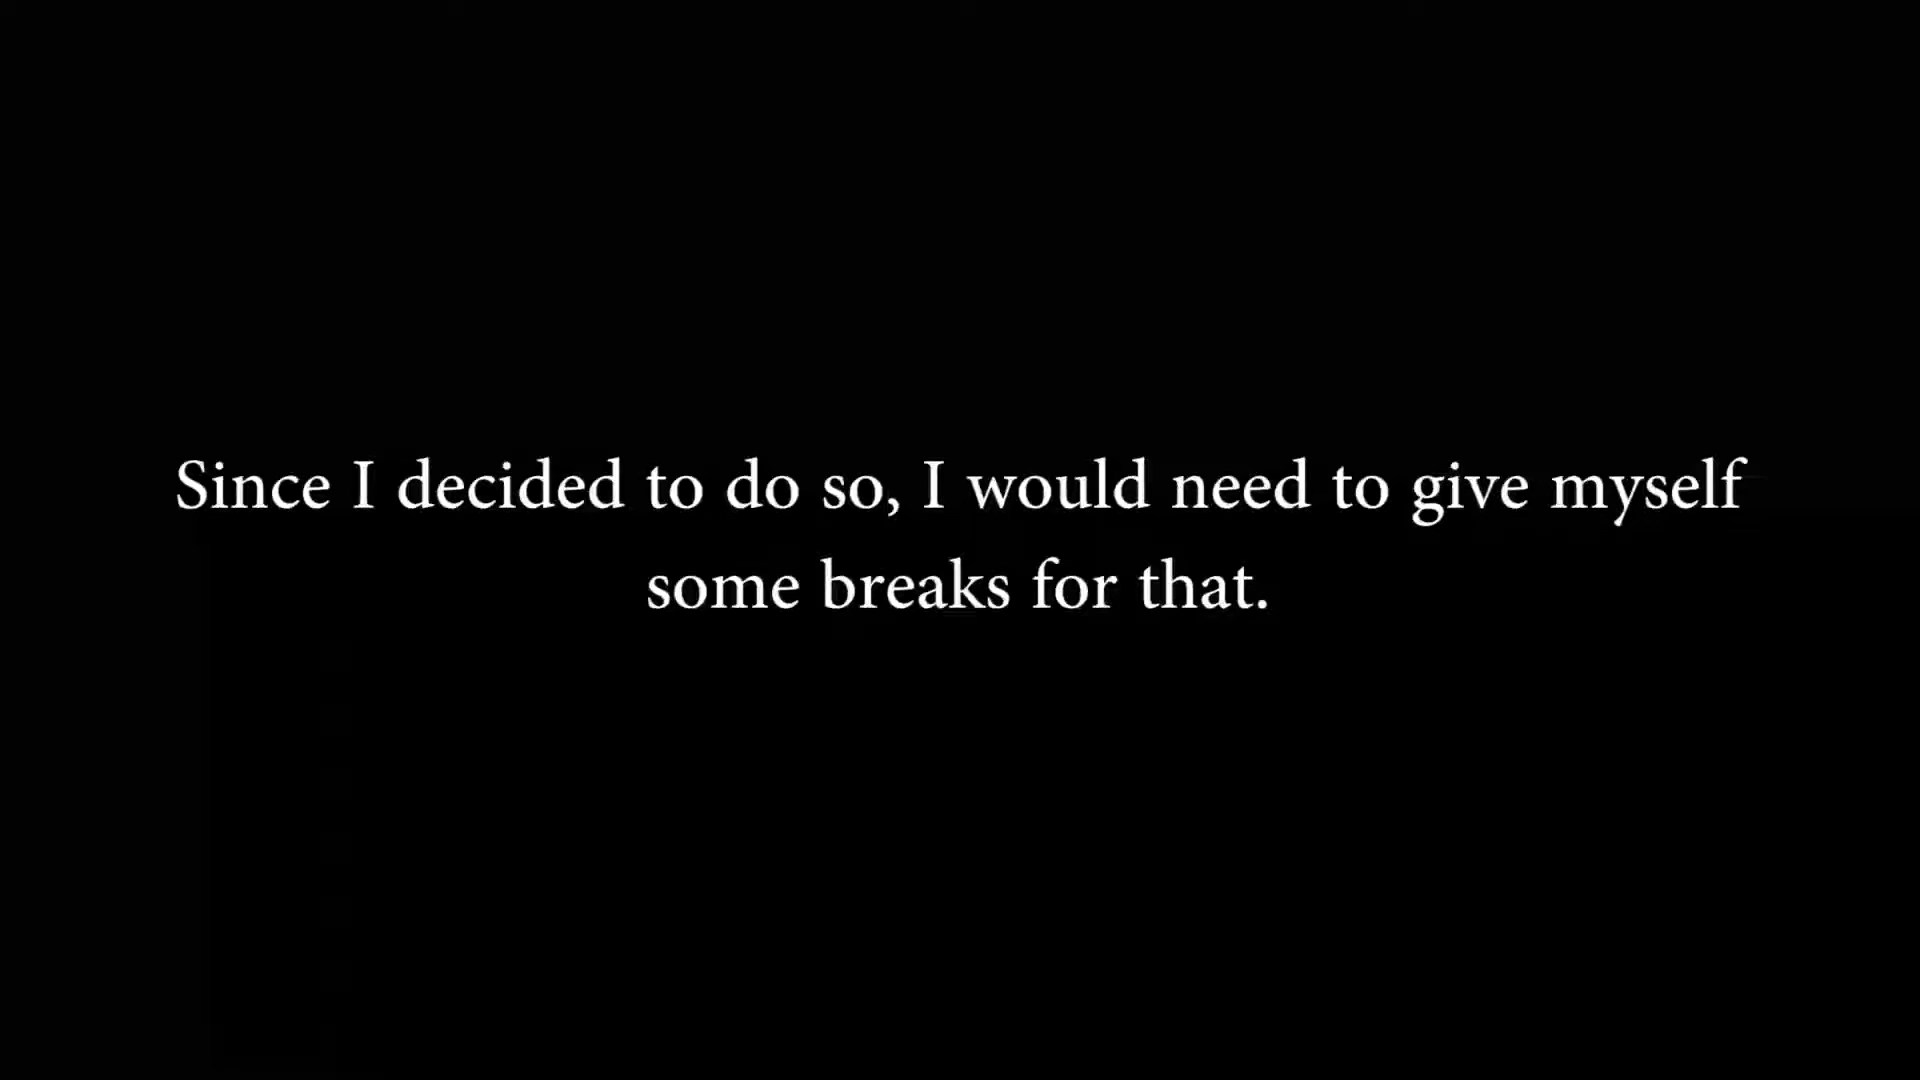 Since I decided to do so, I would need to give myself
some breaks for that.